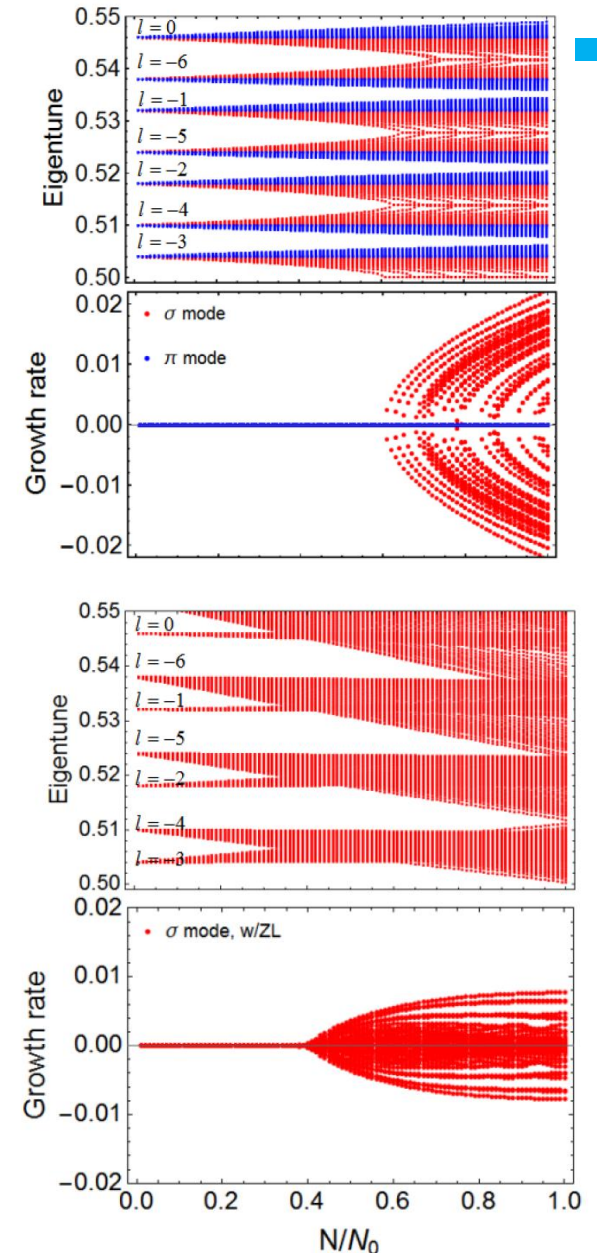 0.55
l = 0
0.54
l = −6
l = −1
0.53
l = −5
0.52
l = −2
0.51
l = −4
l = −3
0.50
Eigentune
0.02
σ mode
0.01
π mode
0.00
−0.01
−0.02
Growth rate
0.55
l = 0
0.54
l = −6
l = −1
0.53
l = −5
0.52
l = −2
0.51
l = −4
l = −3
0.50
Eigentune
0.02
σ mode, w/ZL
0.01
0.00
−0.01
−0.02
Growth rate
0.0 0.2 0.4 0.6 0.8 1.0
N/N₀